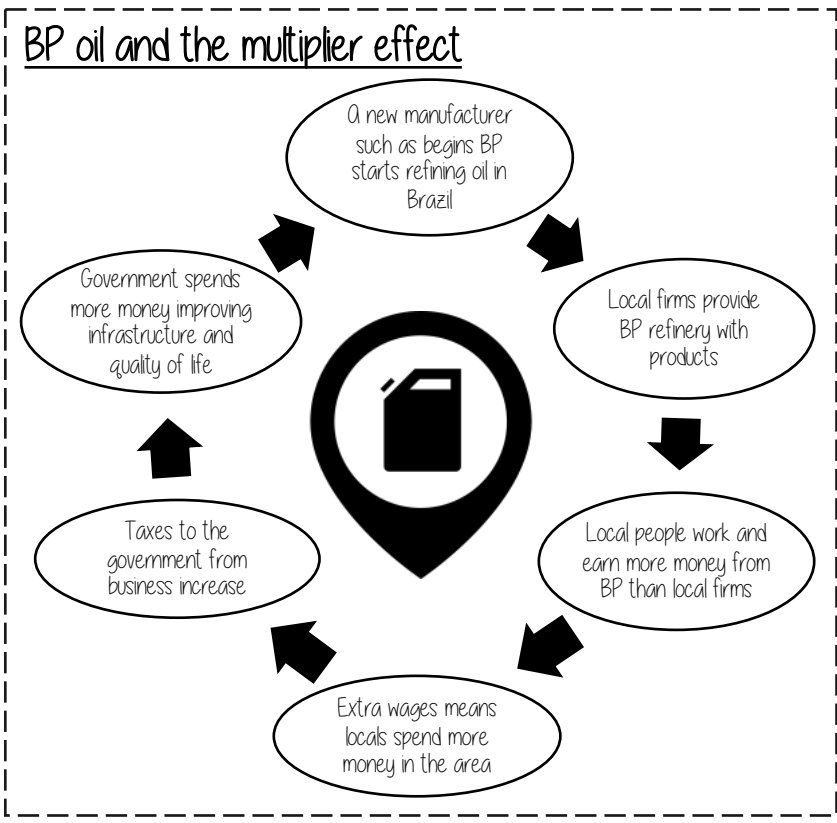 BP oil and the multiplier effect
A new manufacturer
such as begins BP
starts refining oil in
Brazil
Local firms provide
BP refinery with
products
Local people work and
earn more money from
BP than local firms
Extra wages means
locals spend more
money in the area
Taxes to the
government from
business increase
Government spends
more money improving
infrastructure and
quality of life